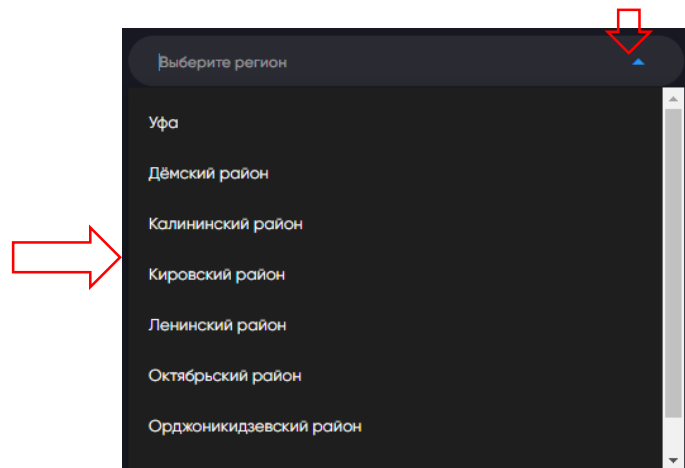 Выберите регион
Уфа
Дёмский район
Калининский район
Кировский район
Ленинский район
Октябрьский район
Орджоникидзевский район